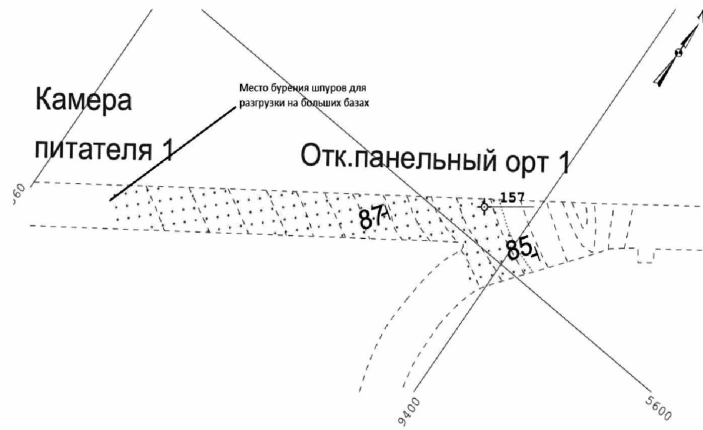 Камера
питателя 1
Место бурения шпуров для
разгрузки на больших базах
Отк.панельный орт 1
157
87
85
9400
5600